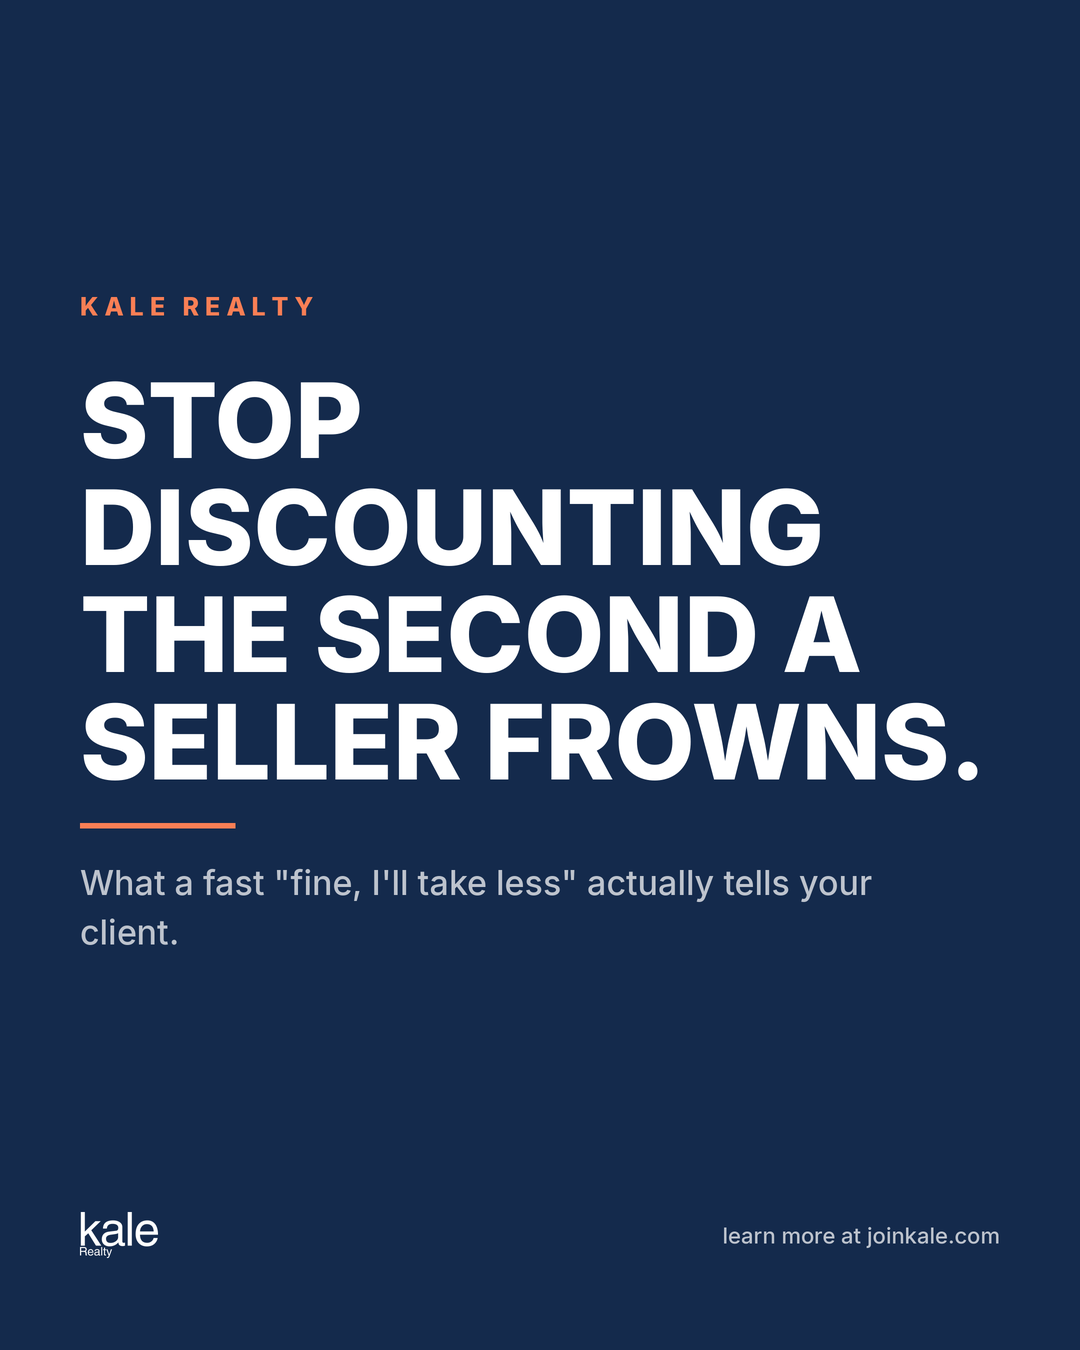 KALE REALTY
STOP
DISCOUNTING
THE SECOND A
SELLER FROWNS.
What a fast "fine, I'll take less" actually tells your
client.
kale
Realty
learn more at joinkale.com